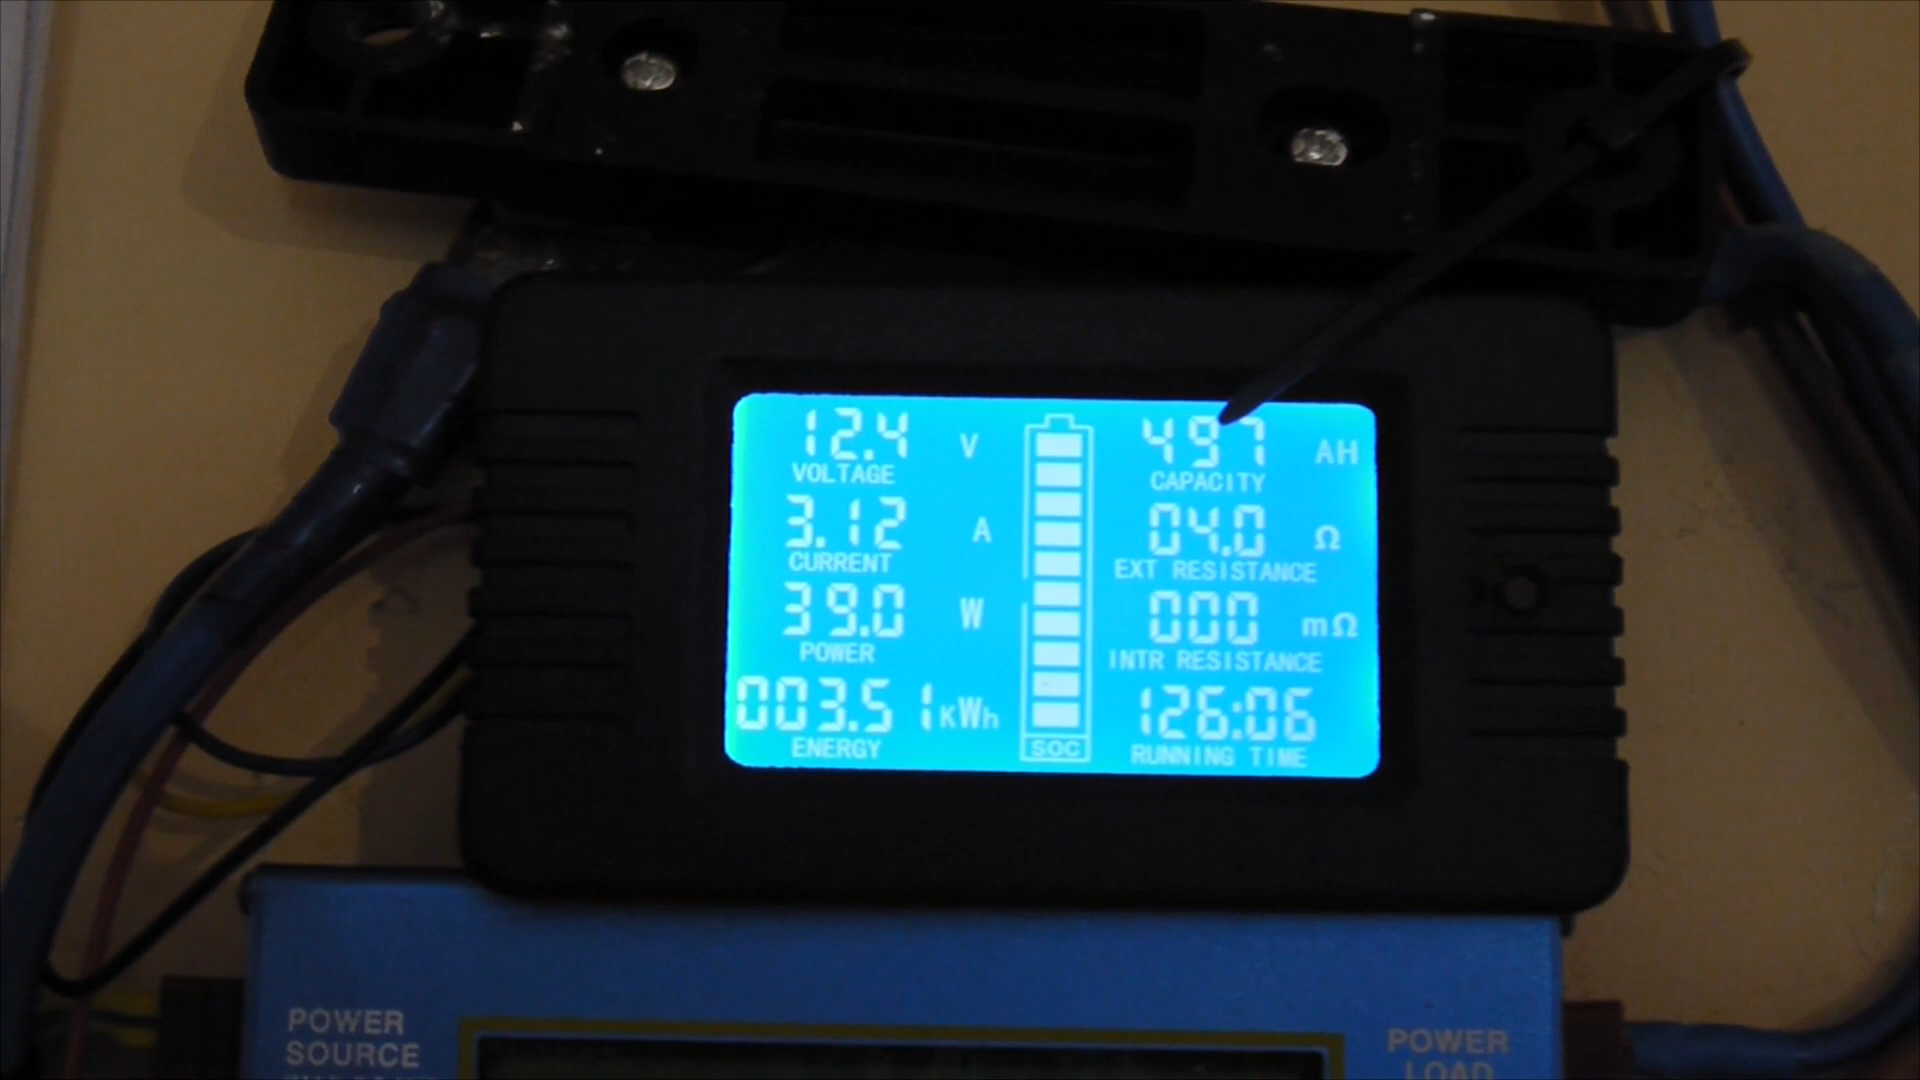 12.4 V
VOLTAGE
3.12 A
CURRENT
39.0 W
POWER
003.51 KWh
ENERGY
SOC
497 AH
CAPACITY
04.0 Ω
EXT RESISTANCE
000 mΩ
INTR RESISTANCE
126:06
RUNNING TIME
POWER
SOURCE
POWER
LOAD